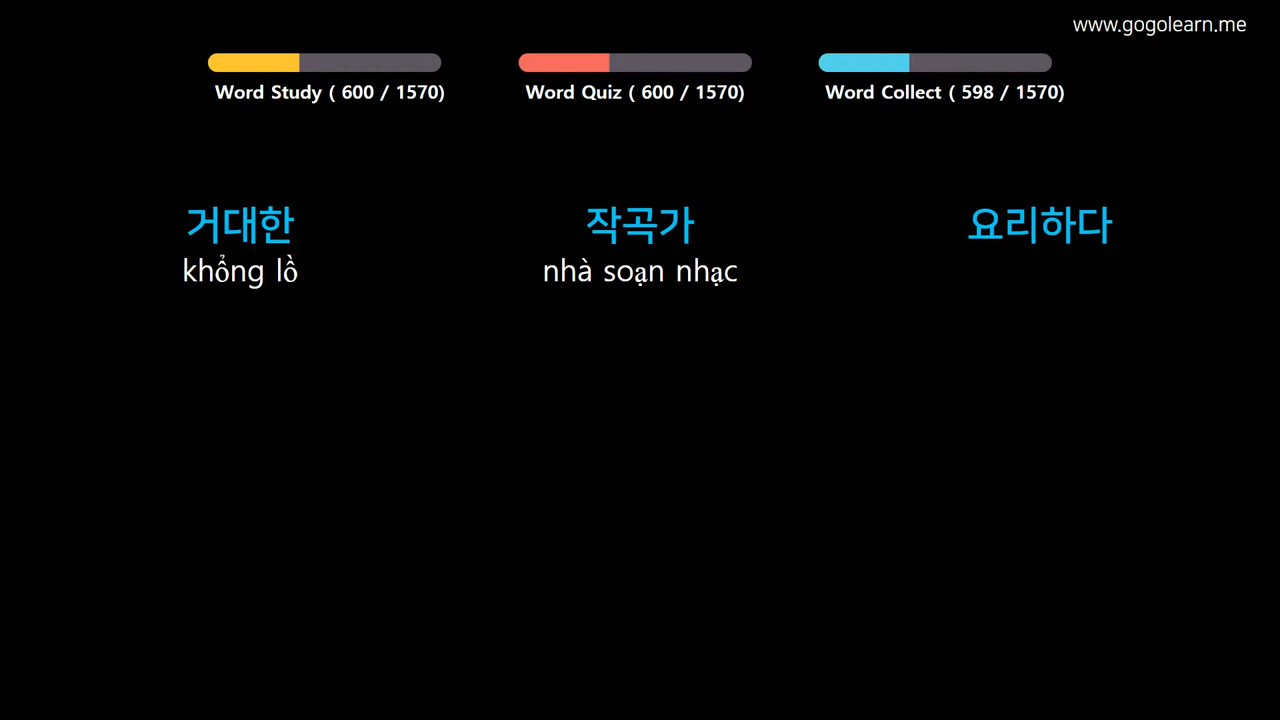 www.gogolearn.me
Word Study ( 600 / 1570)
Word Quiz ( 600 / 1570)
Word Collect ( 598 / 1570)
거대한
khổng lồ
작곡가
nhà soạn nhạc
요리하다